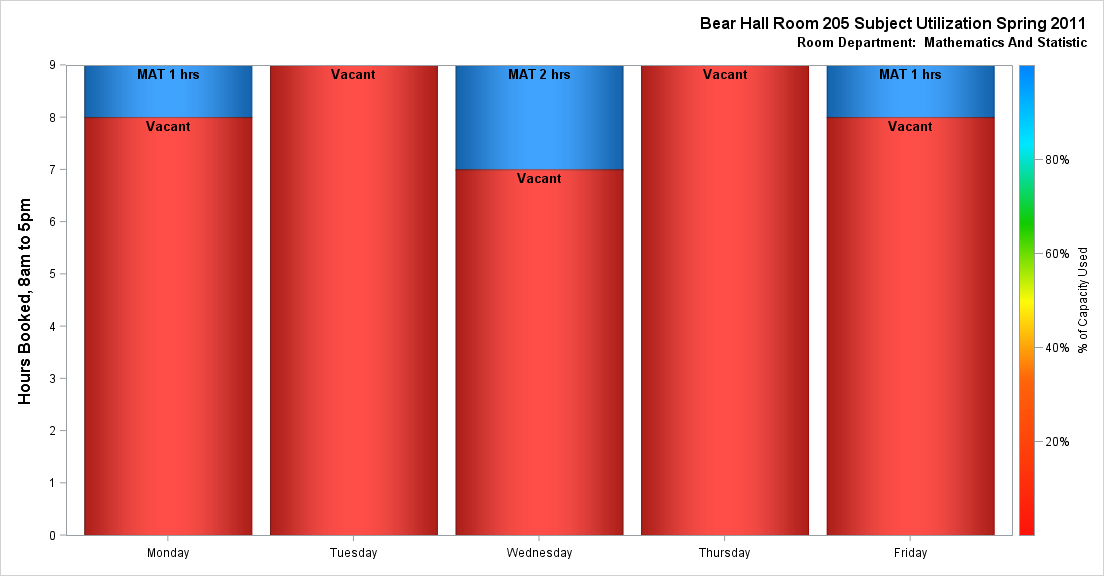 Bear Hall Room 205 Subject Utilization Spring 2011
Room Department:  Mathematics And Statistic
Hours Booked, 8am to 5pm
9
8
7
6
5
4
3
2
1
0
MAT 1 hrs
Vacant
Vacant
MAT 2 hrs
Vacant
Vacant
MAT 1 hrs
Vacant
Monday
Tuesday
Wednesday
Thursday
Friday
80%
60%
40%
20%
% of Capacity Used